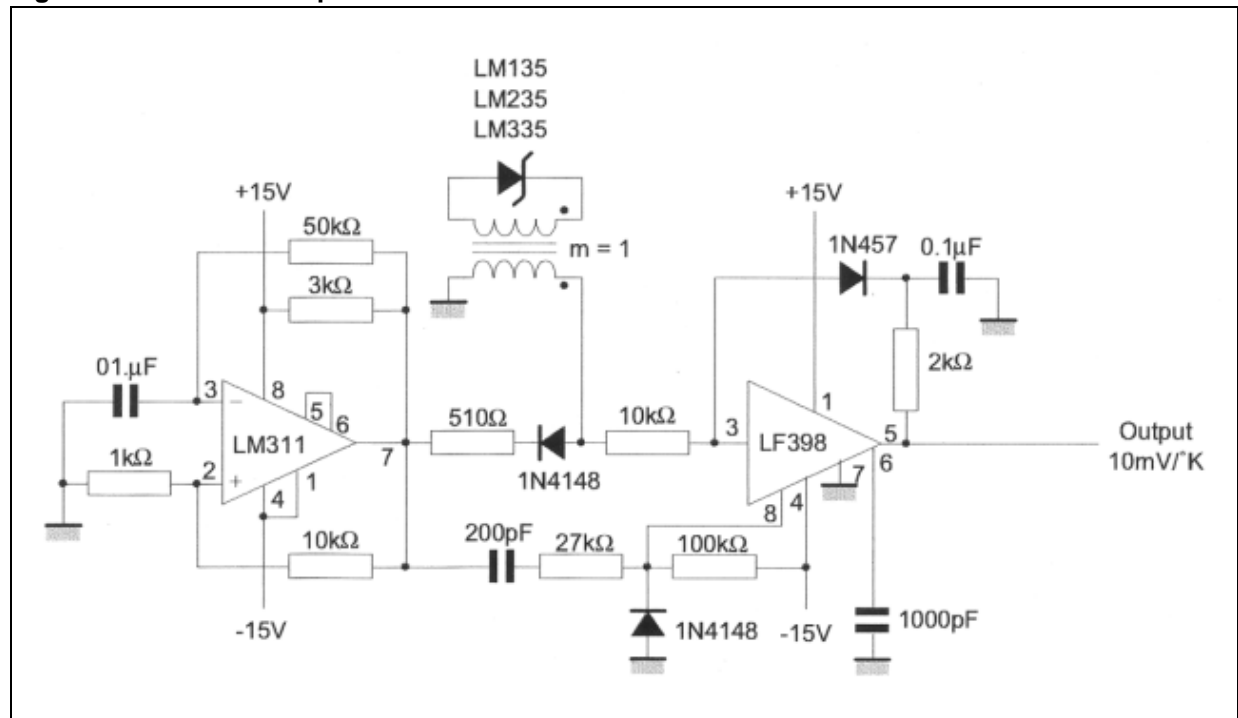 LM135
LM235
LM335
+15V
+15V
50kΩ
m = 1
1N457
0.1µF
3kΩ
01.µF
2kΩ
3
−
8
5
6
1
LM311
510Ω
10kΩ
3
LF398
5
Output
1kΩ
7
6
10mV/°K
2
+
1
1N4148
7
4
8
4
200pF
27kΩ
100kΩ
10kΩ
-15V
1N4148
-15V
1000pF